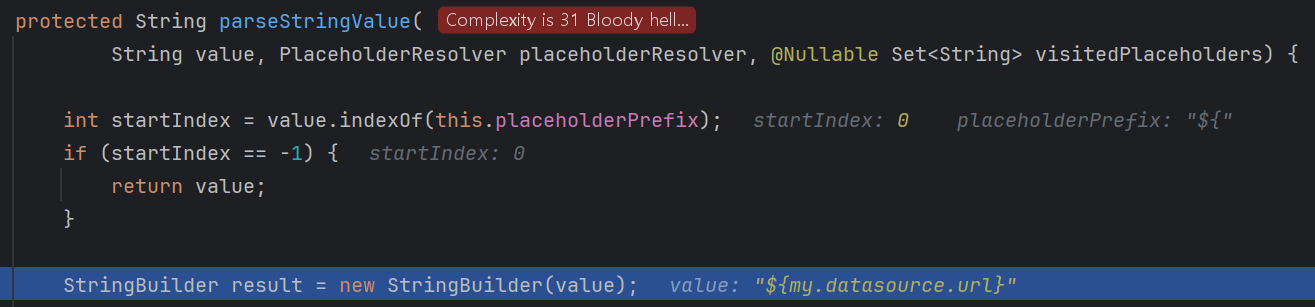 protected String parseStringValue( Complexity is 31 Bloody hell...
String value, PlaceholderResolver placeholderResolver, @Nullable Set<String> visitedPlaceholders) {
int startIndex = value.indexOf(this.placeholderPrefix); startIndex: 0 placeholderPrefix: "${"
if (startIndex == -1) { startIndex: 0
return value;
}
StringBuilder result = new StringBuilder(value); value: "${my.datasource.url}"